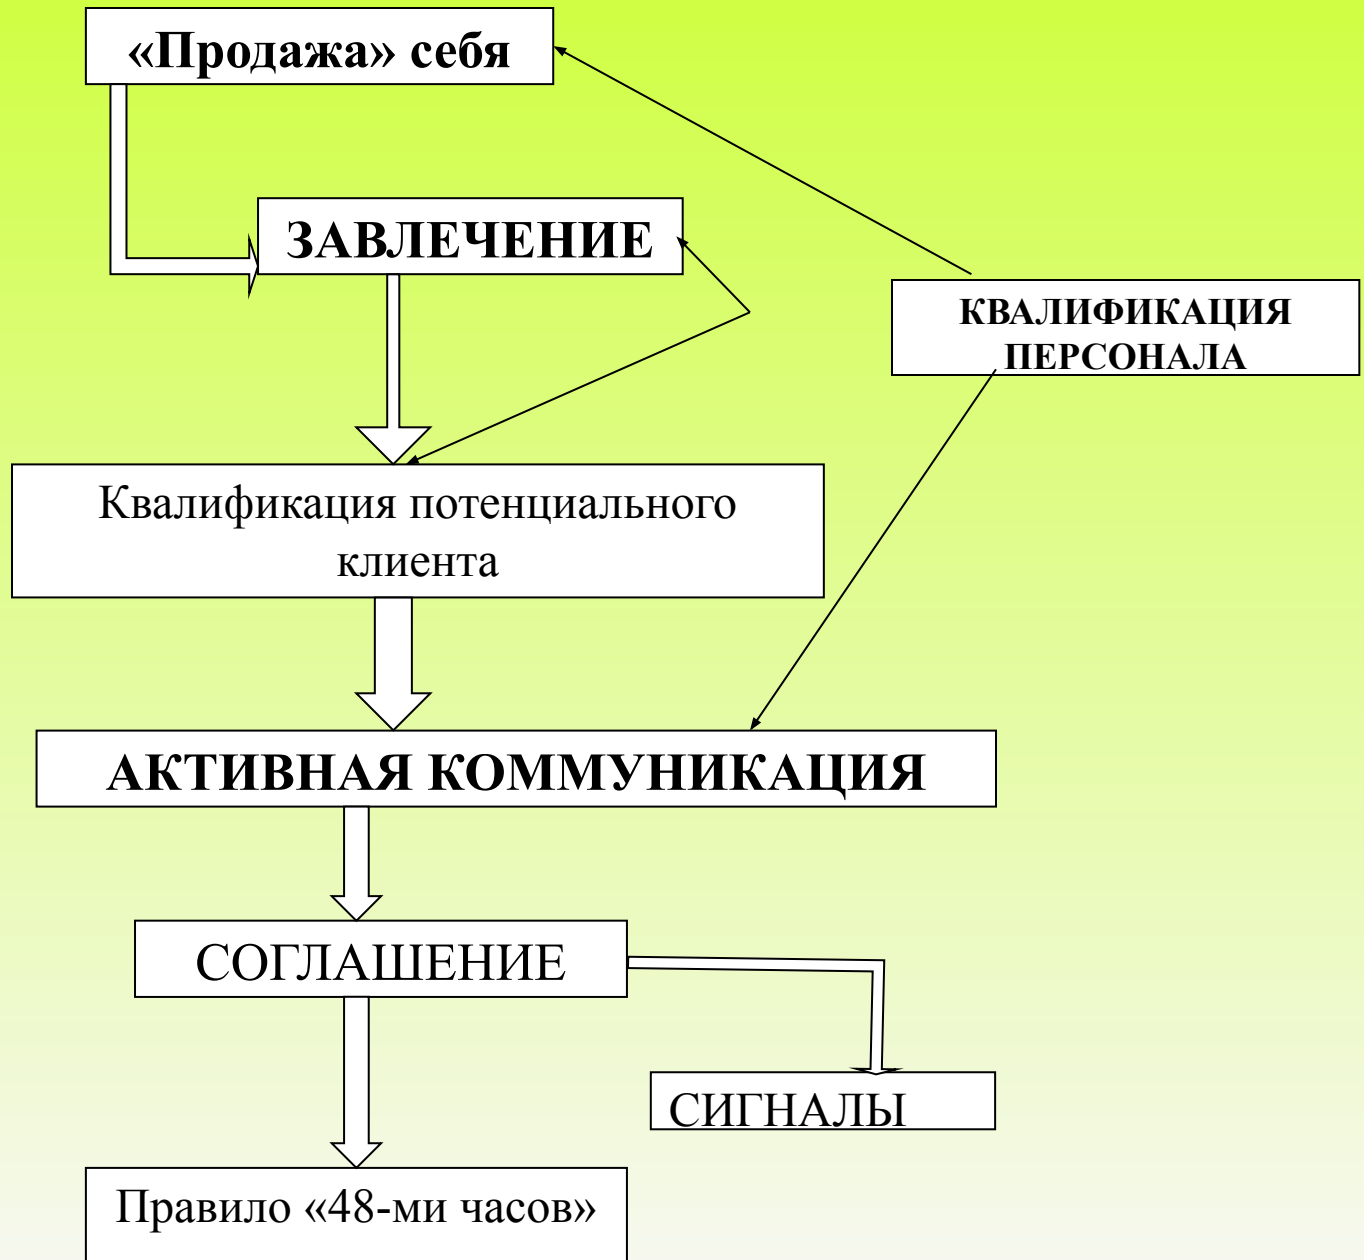 «Продажа» себя
ЗАВЛЕЧЕНИЕ
КВАЛИФИКАЦИЯ
ПЕРСОНАЛА
Квалификация потенциального
клиента
АКТИВНАЯ КОММУНИКАЦИЯ
СОГЛАШЕНИЕ
СИГНАЛЫ
Правило «48-ми часов»